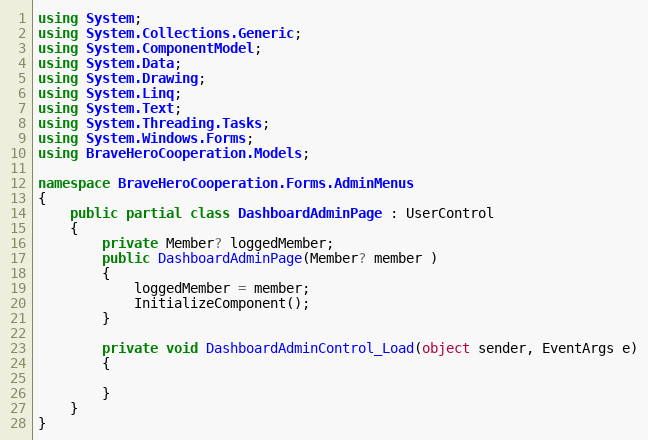 1 using System;
2 using System.Collections.Generic;
3 using System.ComponentModel;
4 using System.Data;
5 using System.Drawing;
6 using System.Linq;
7 using System.Text;
8 using System.Threading.Tasks;
9 using System.Windows.Forms;
10 using BraveHeroCooperation.Models;
11
12 namespace BraveHeroCooperation.Forms.AdminMenus
13 {
14     public partial class DashboardAdminPage : UserControl
15     {
16         private Member? loggedMember;
17         public DashboardAdminPage(Member? member )
18         {
19             loggedMember = member;
20             InitializeComponent();
21         }
22
23         private void DashboardAdminControl_Load(object sender, EventArgs e)
24         {
25
26         }
27     }
28 }